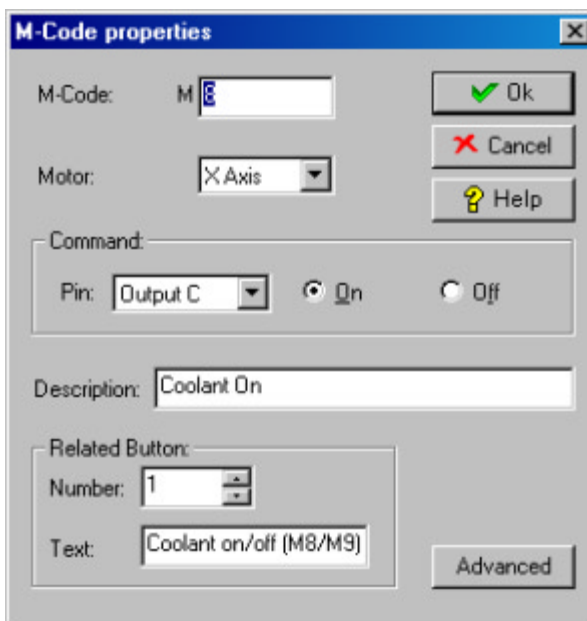 M-Code properties
M-Code: M 8
Ok
Cancel
Motor: X Axis
Help
Command:
Pin: Output C On Off
Description: Coolant On
Related Button:
Number: 1
Text: Coolant on/off (M8/M9)
Advanced